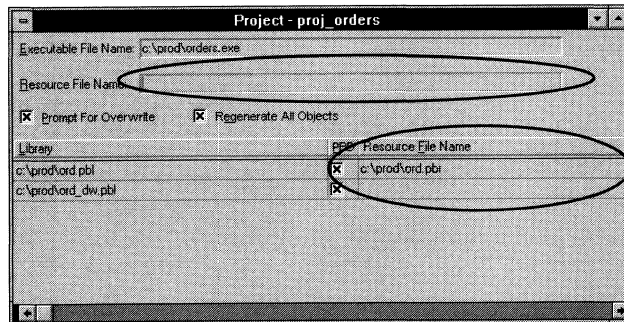 Project - proj_orders
Executable File Name: c:\prod\orders.exe
Resource File Name:
Prompt For Overwrite Regenerate All Objects
Library PBD Resource File Name
c:\prod\ord.pbl c:\prod\ord.pbr
c:\prod\ord_dw.pbl